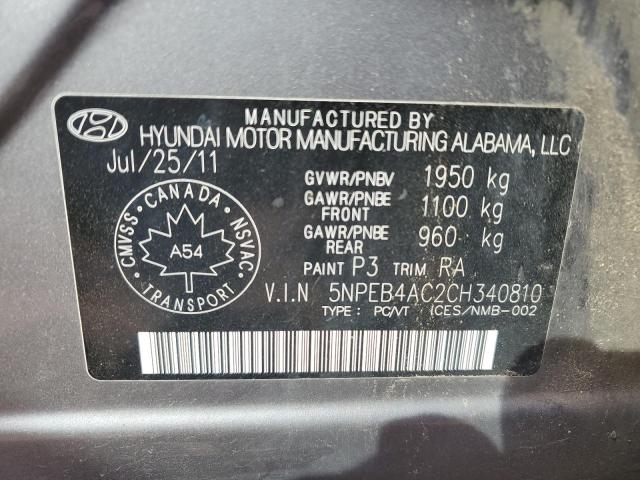 MANUFACTURED BY
HYUNDAI MOTOR MANUFACTURING ALABAMA, LLC
Jul/25/11
GVWR/PNBV 1950 kg
GAWR/PNBE FRONT 1100 kg
GAWR/PNBE REAR 960 kg
CMVSS · CANADA · NSVAC
A54
TRANSPORT
PAINT P3 TRIM RA
V.I.N 5NPEB4AC2CH340810
TYPE: PC/VT ICES/NMB-002